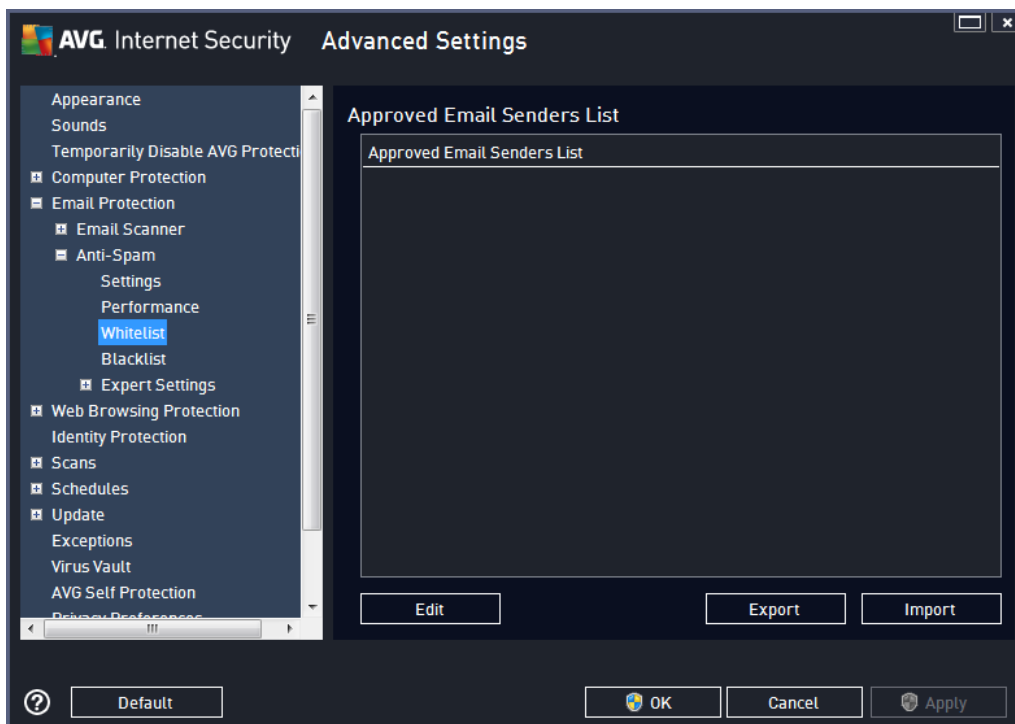 AVG. Internet Security Advanced Settings
Appearance
Sounds
Temporarily Disable AVG Protecti
Computer Protection
Email Protection
Email Scanner
Anti-Spam
Settings
Performance
Whitelist
Blacklist
Expert Settings
Web Browsing Protection
Identity Protection
Scans
Schedules
Update
Exceptions
Virus Vault
AVG Self Protection
Privacy Preferences
Approved Email Senders List
Approved Email Senders List
Edit Export Import
Default OK Cancel Apply